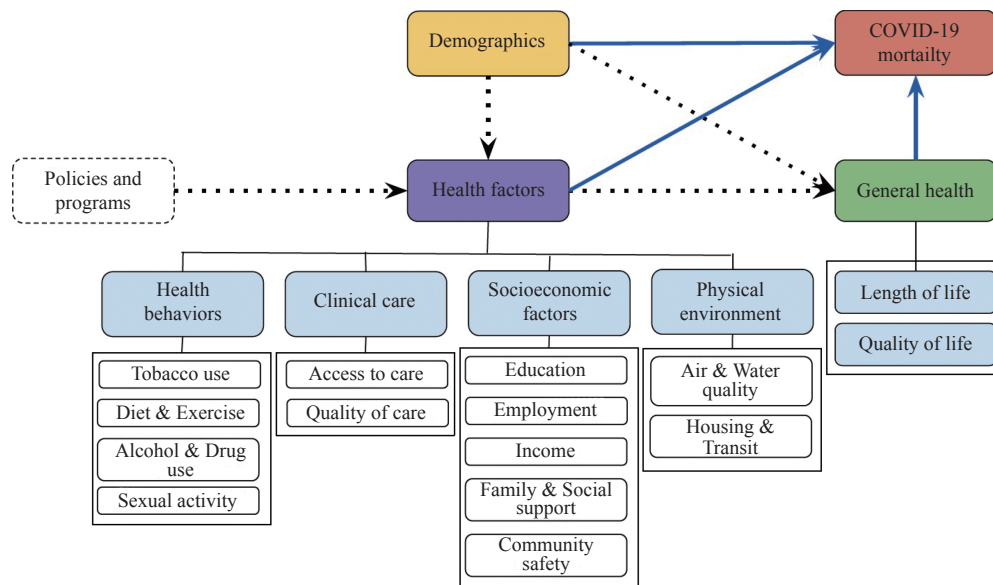 Demographics
COVID-19
mortailty
Policies and
programs
Health factors
General health
Health
behaviors
Clinical care
Socioeconomic
factors
Physical
environment
Length of life
Quality of life
Tobacco use
Diet & Exercise
Alcohol & Drug
use
Sexual activity
Access to care
Quality of care
Education
Employment
Income
Family & Social
support
Community
safety
Air & Water
quality
Housing &
Transit